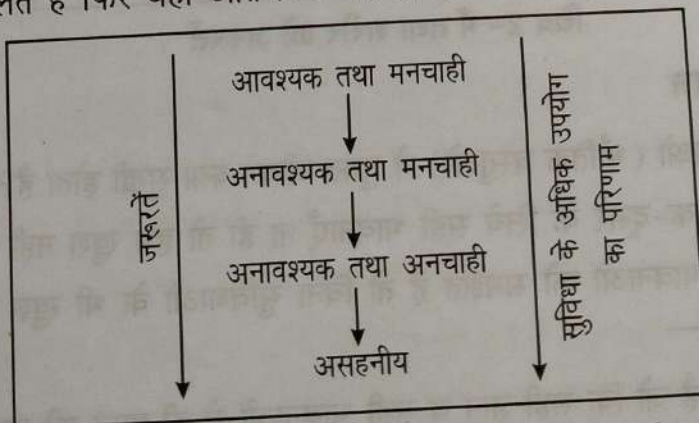 है फिर यही
आवश्यक तथा मनचाही
अनावश्यक तथा मनचाही
अनावश्यक तथा अनचाही
असहनीय
जरूरतें
सुविधा के अधिक उपयोग
का परिणाम